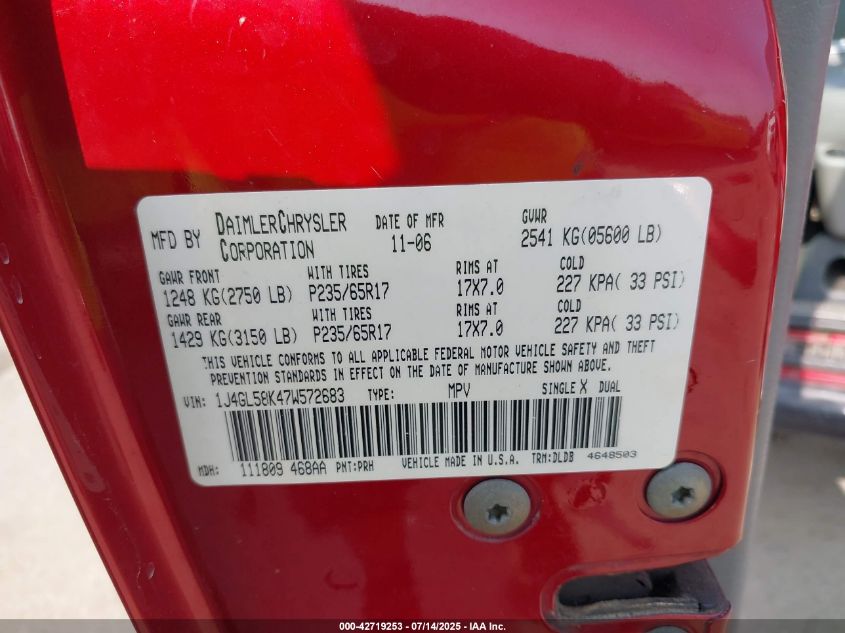 MFD BY DAIMLERCHRYSLER CORPORATION DATE OF MFR 11-06 GVWR 2541 KG(05600 LB)
GAWR FRONT WITH TIRES RIMS AT COLD
1248 KG(2750 LB) P235/65R17 17X7.0 227 KPA( 33 PSI)
GAWR REAR WITH TIRES RIMS AT COLD
1429 KG(3150 LB) P235/65R17 17X7.0 227 KPA( 33 PSI)
THIS VEHICLE CONFORMS TO ALL APPLICABLE FEDERAL MOTOR VEHICLE SAFETY AND THEFT
PREVENTION STANDARDS IN EFFECT ON THE DATE OF MANUFACTURE SHOWN ABOVE.
VIN: 1J4GL58K47W572683 TYPE: MPV SINGLE X DUAL
MDH: 111809 468AA PNT:PRH VEHICLE MADE IN U.S.A. TRM:DLDB 4648503
000-42719253 - 07/14/2025 - IAA Inc.